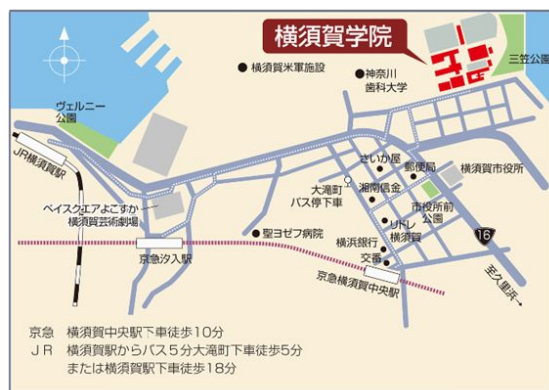 横須賀学院
三笠公園
横須賀米軍施設
神奈川
歯科大学
ヴェルニー
公園
JR横須賀駅
さいか屋
郵便局
横須賀市役所
大滝町
バス停下車
湘南信金
市役所前
公園
ベイスクエアよこすか
横須賀芸術劇場
リドレ
横須賀
聖ヨゼフ病院
横浜銀行
16
交番
京急汐入駅
京急横須賀中央駅
至久里浜
京急 横須賀中央駅下車徒歩10分
JR 横須賀駅からバス5分大滝町下車徒歩5分
または横須賀駅下車徒歩18分